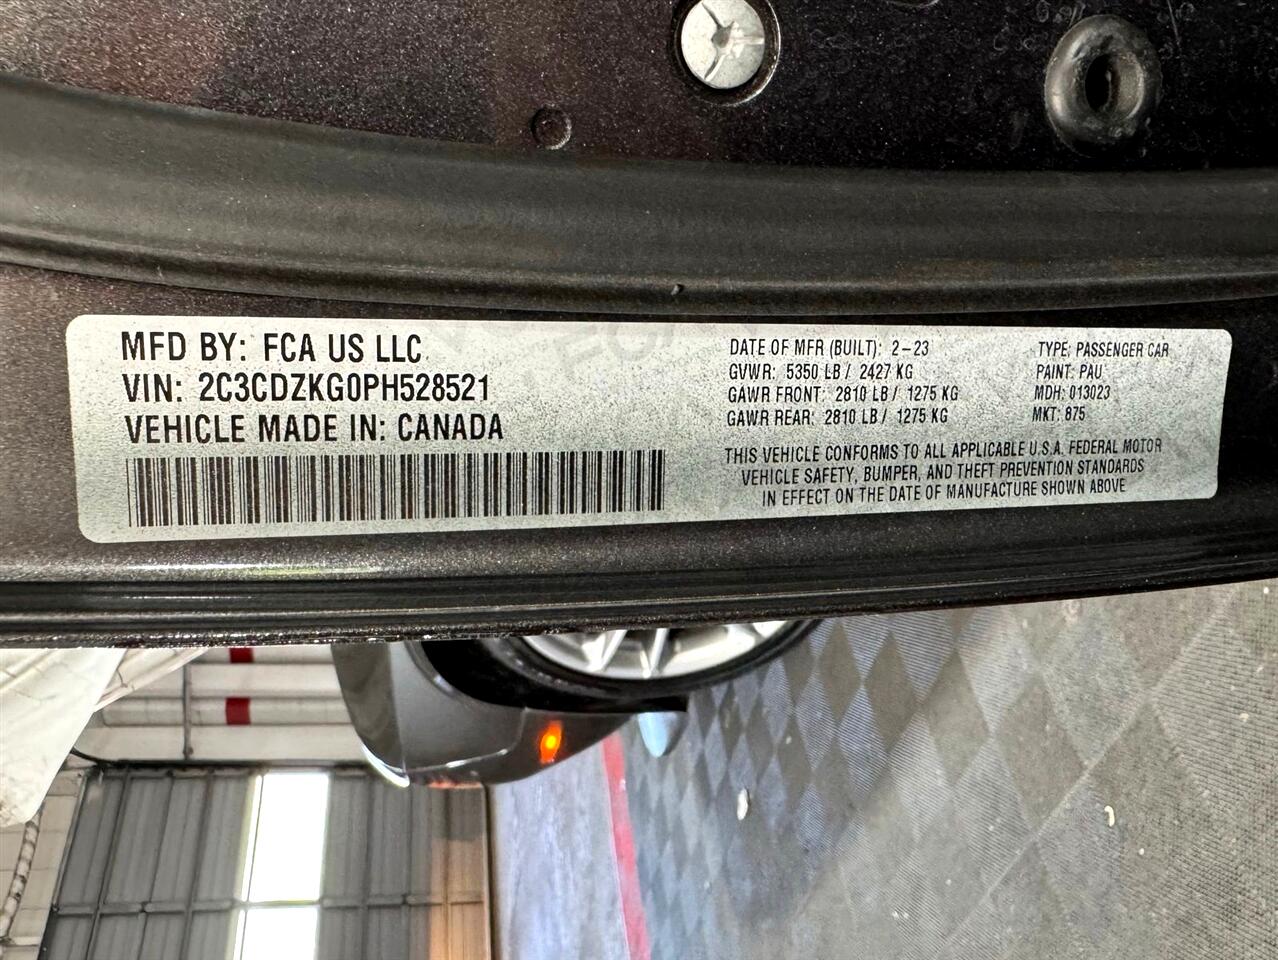 MFD BY: FCA US LLC
VIN: 2C3CDZKG0PH528521
VEHICLE MADE IN: CANADA
DATE OF MFR (BUILT): 2-23
GVWR: 5350 LB / 2427 KG
GAWR FRONT: 2810 LB / 1275 KG
GAWR REAR: 2810 LB / 1275 KG
TYPE: PASSENGER CAR
PAINT: PAU
MDH: 013023
MKT: 875
THIS VEHICLE CONFORMS TO ALL APPLICABLE U.S.A. FEDERAL MOTOR
VEHICLE SAFETY, BUMPER, AND THEFT PREVENTION STANDARDS
IN EFFECT ON THE DATE OF MANUFACTURE SHOWN ABOVE